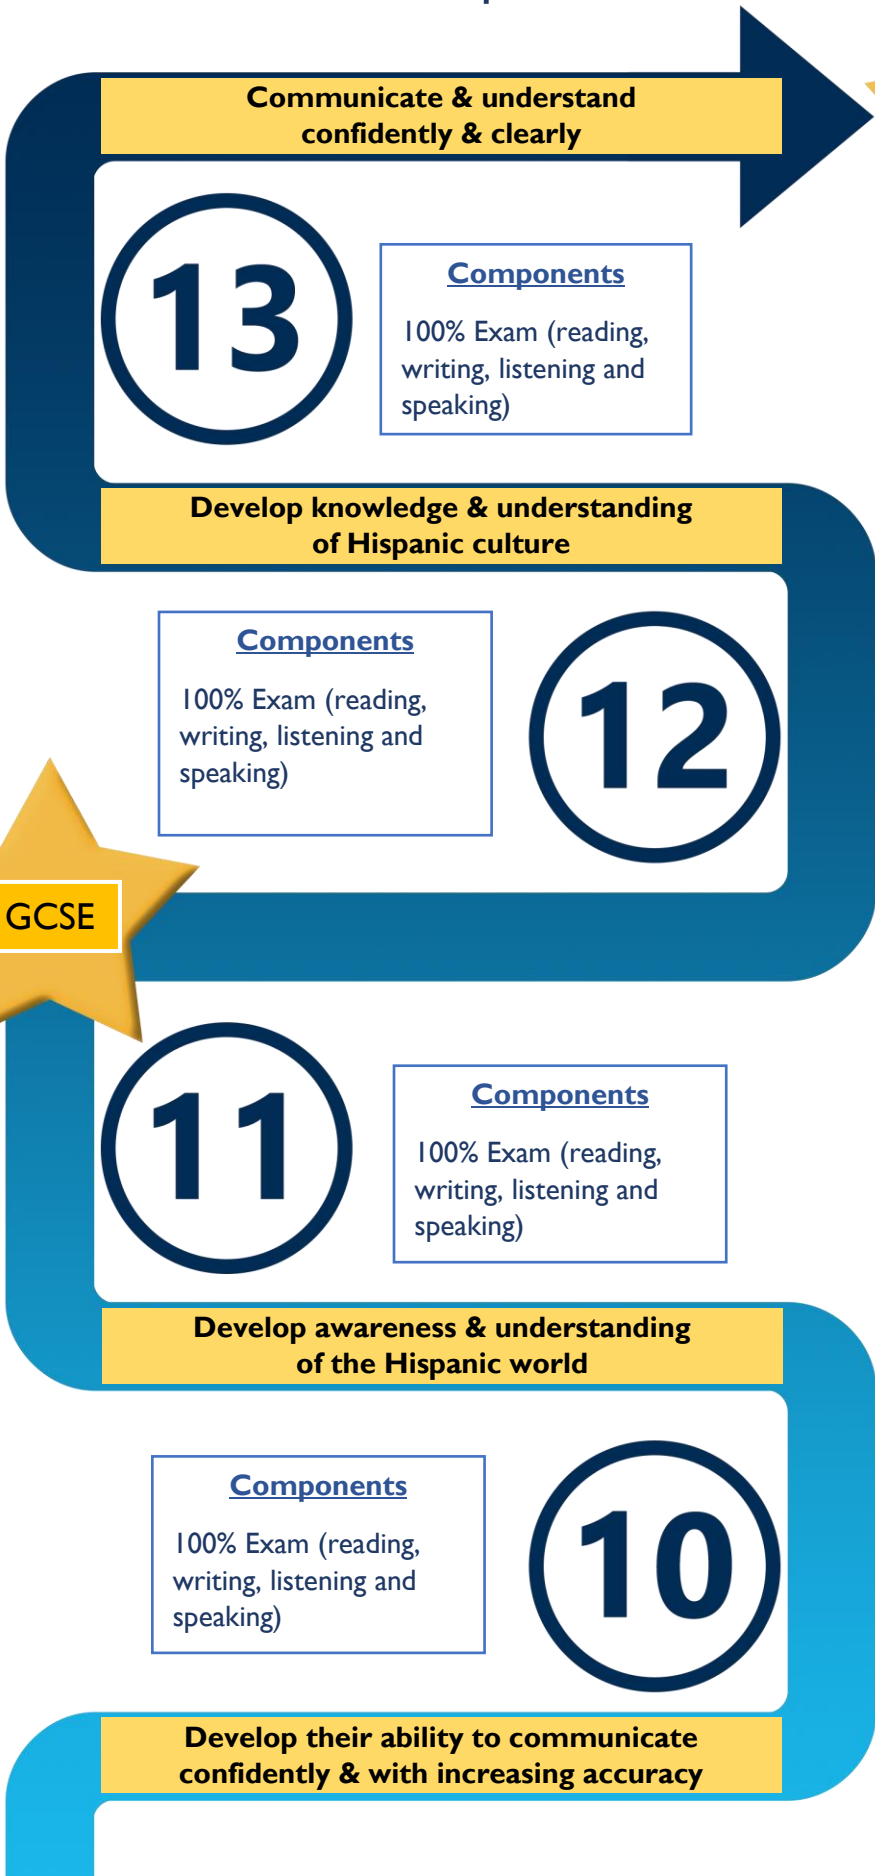 Communicate & understand
confidently & clearly
13
Components
100% Exam (reading,
writing, listening and
speaking)
Develop knowledge & understanding
of Hispanic culture
Components
100% Exam (reading,
writing, listening and
speaking)
12
GCSE
11
Components
100% Exam (reading,
writing, listening and
speaking)
Develop awareness & understanding
of the Hispanic world
Components
100% Exam (reading,
writing, listening and
speaking)
10
Develop their ability to communicate
confidently & with increasing accuracy